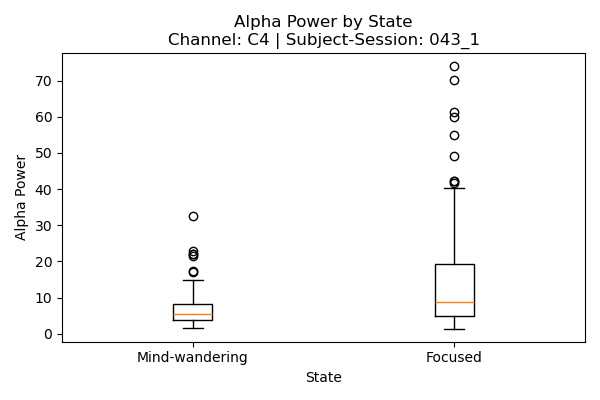 Alpha Power by State
Channel: C4 | Subject-Session: 043_1
Alpha Power
70
60
50
40
30
20
10
0
Mind-wandering
Focused
State